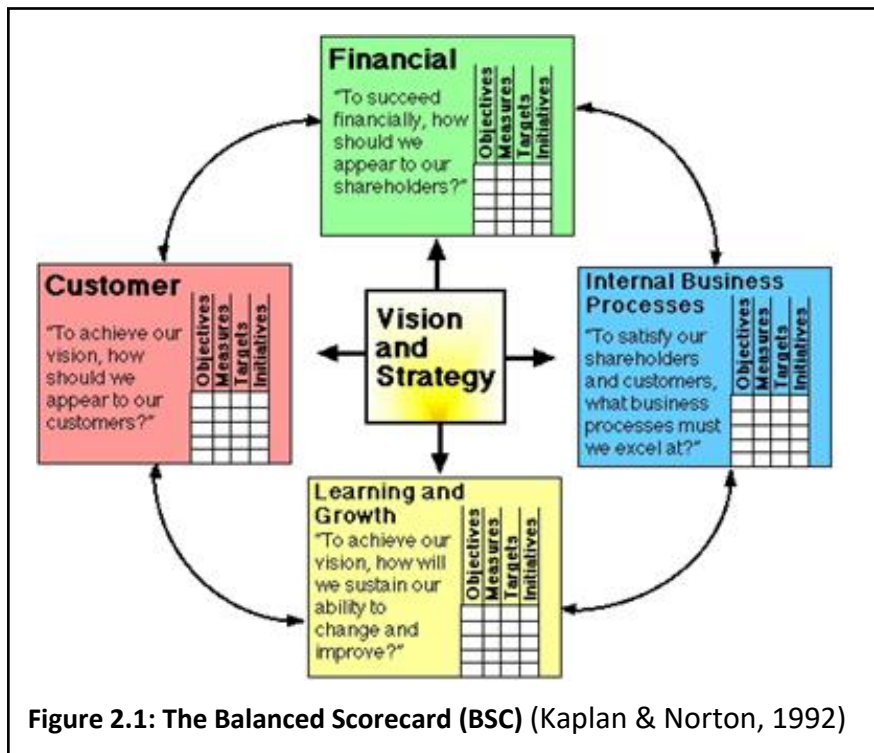 Financial
"To succeed
financially, how
should we
appear to our
shareholders?"
Objectives
Measures
Targets
Initiatives
Customer
"To achieve our
vision, how
should we
appear to our
customers?"
Objectives
Measures
Targets
Initiatives
Vision
and
Strategy
Internal Business
Processes
"To satisfy our
shareholders
and customers,
what business
processes must
we excel at?"
Objectives
Measures
Targets
Initiatives
Learning and
Growth
"To achieve our
vision, how will
we sustain our
ability to
change and
improve?"
Objectives
Measures
Targets
Initiatives
Figure 2.1: The Balanced Scorecard (BSC) (Kaplan & Norton, 1992)